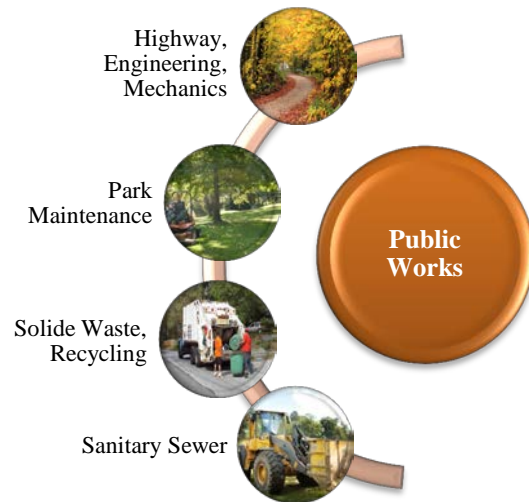 Highway,
Engineering,
Mechanics
Park
Maintenance
Public
Works
Solide Waste,
Recycling
Sanitary Sewer